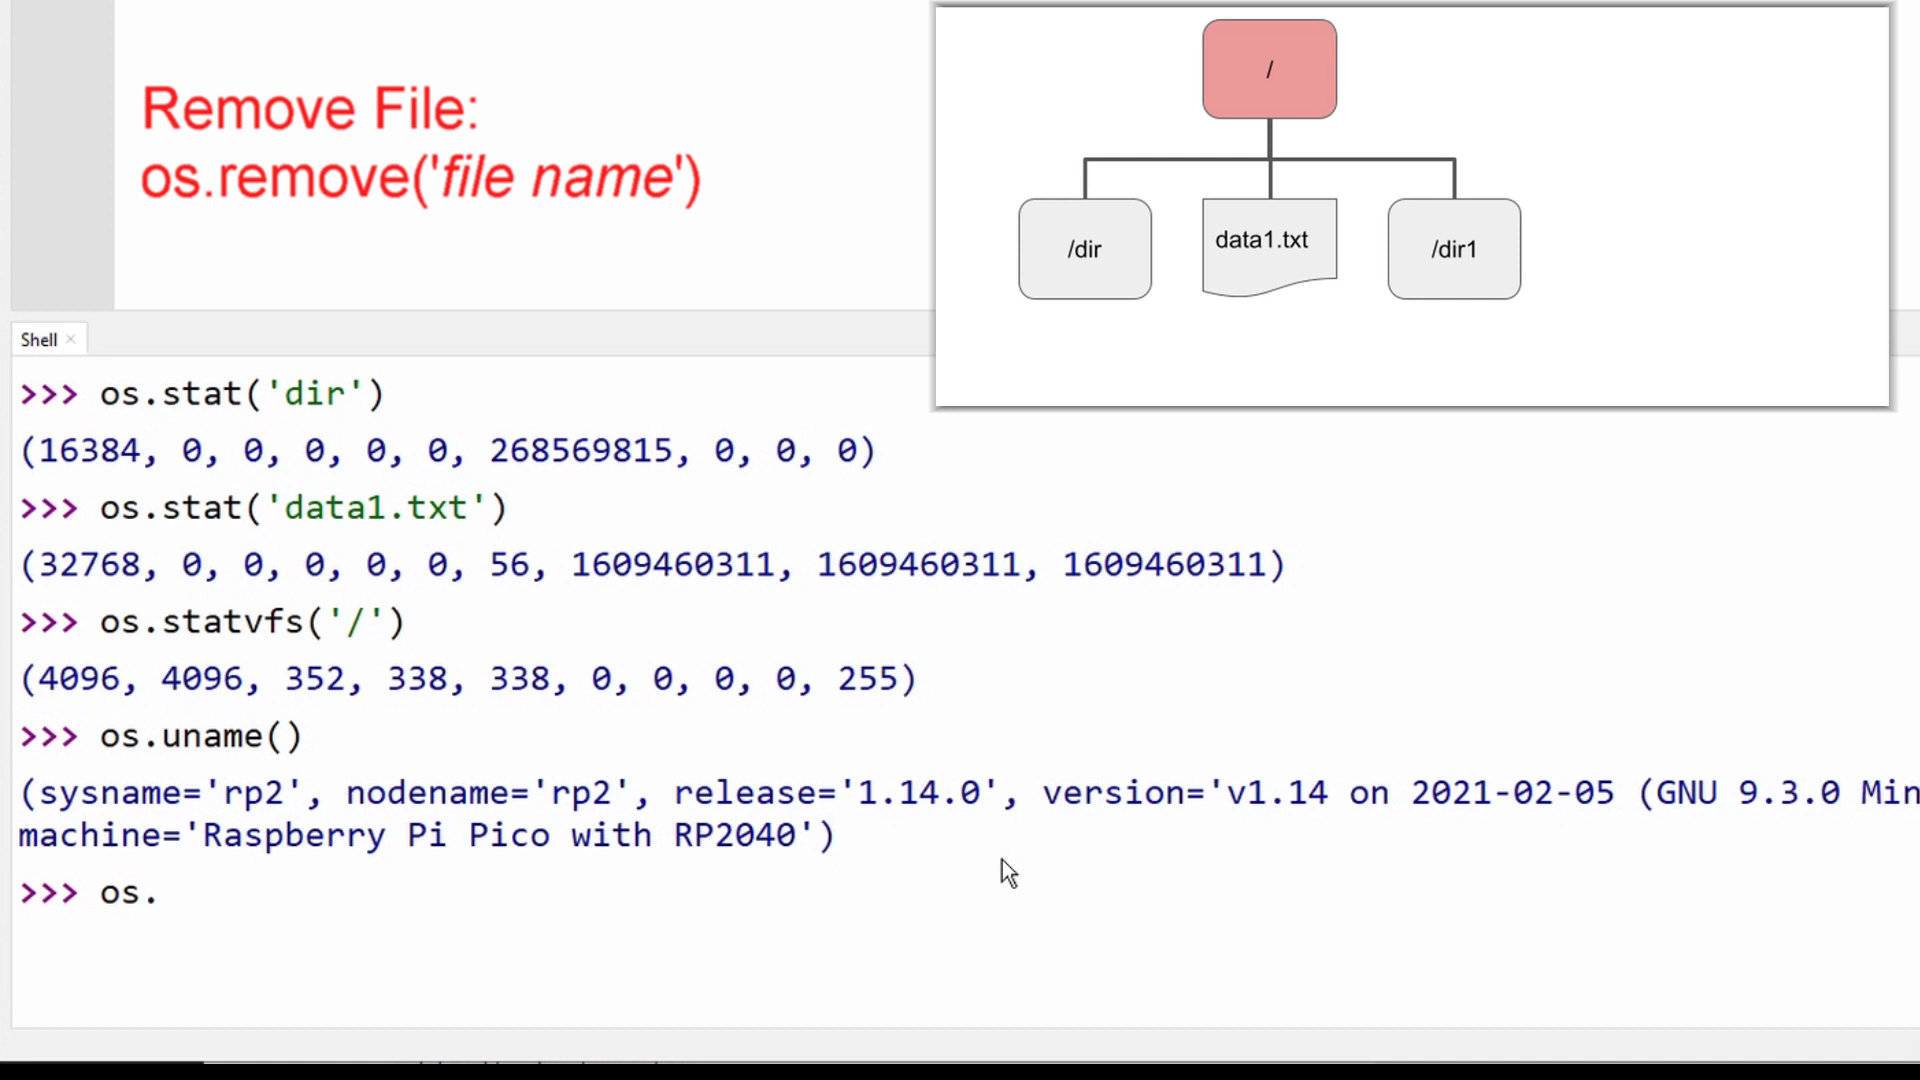 Remove File:
os.remove('file name')
/
/dir
data1.txt
/dir1
Shell
>>> os.stat('dir')
(16384, 0, 0, 0, 0, 0, 268569815, 0, 0, 0)
>>> os.stat('data1.txt')
(32768, 0, 0, 0, 0, 0, 56, 1609460311, 1609460311, 1609460311)
>>> os.statvfs('/')
(4096, 4096, 352, 338, 338, 0, 0, 0, 0, 255)
>>> os.uname()
(sysname='rp2', nodename='rp2', release='1.14.0', version='v1.14 on 2021-02-05 (GNU 9.3.0 Min
machine='Raspberry Pi Pico with RP2040')
>>> os.